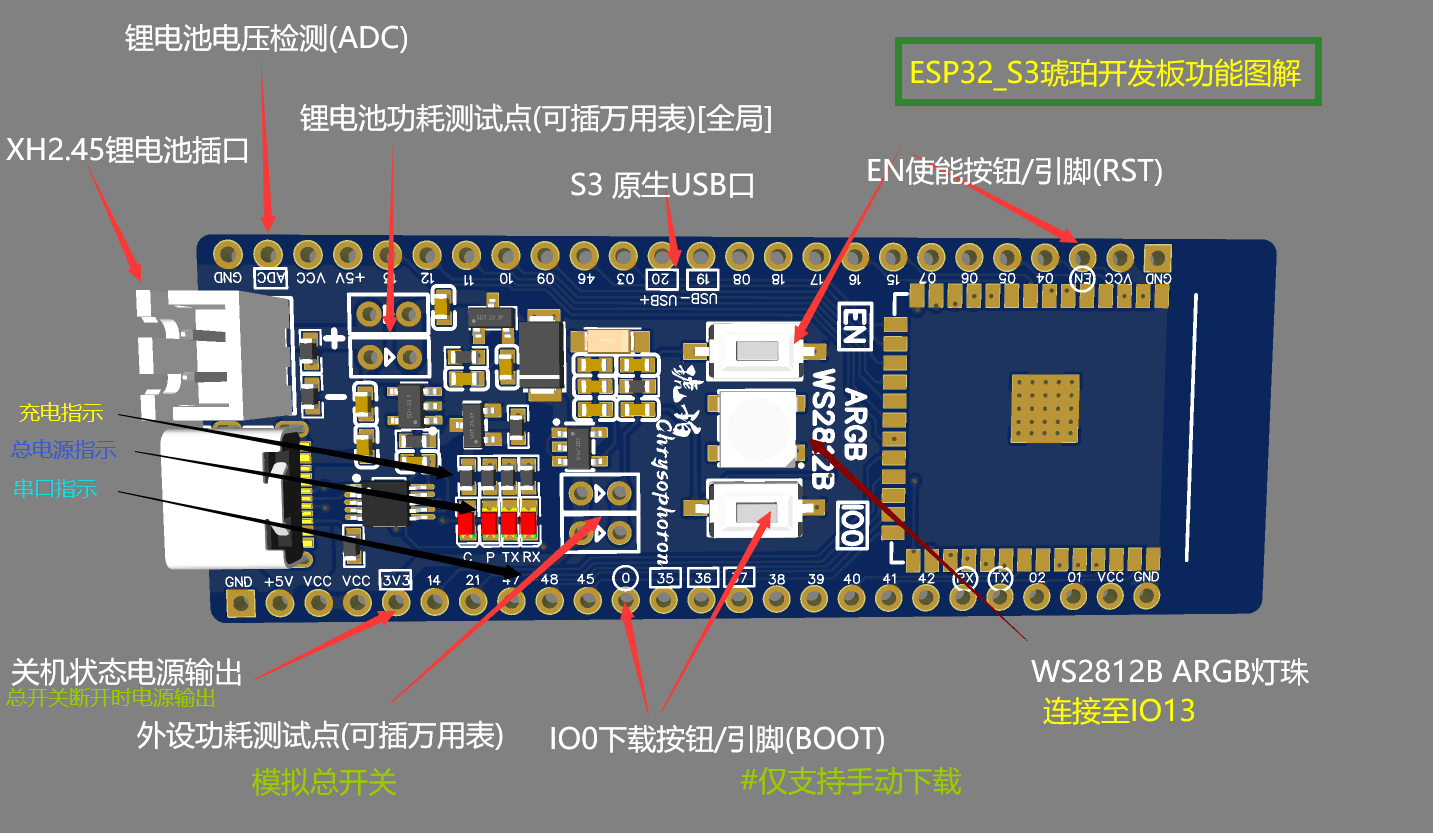 锂电池电压检测(ADC)
ESP32_S3琥珀开发板功能图解
锂电池功耗测试点(可插万用表)[全局]
XH2.45锂电池插口
S3 原生USB口
EN使能按钮/引脚(RST)
GND ADC VCC +5V 13 12 11 10 09 46 03 20 19 08 18 17 16 15 07 06 05 04 EN VCC GND
USB+ USB-
EN
+
-
充电指示
总电源指示
串口指示
WS2812B
ARGB
Chrysophoron
IO0
C P TX RX
GND +5V VCC VCC 3V3 14 21 47 48 45 0 35 36 37 38 39 40 41 42 RX TX 02 01 VCC GND
关机状态电源输出
总开关断开时电源输出
WS2812B ARGB灯珠
连接至IO13
外设功耗测试点(可插万用表)
模拟总开关
IO0下载按钮/引脚(BOOT)
#仅支持手动下载